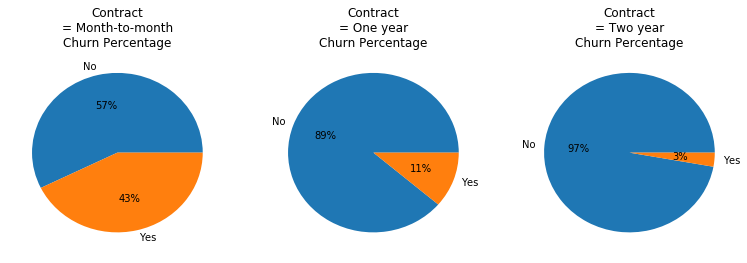 Contract
= Month-to-month
Churn Percentage
No
57%
43%
Yes
Contract
= One year
Churn Percentage
No
89%
11%
Yes
Contract
= Two year
Churn Percentage
No
97%
3%
Yes